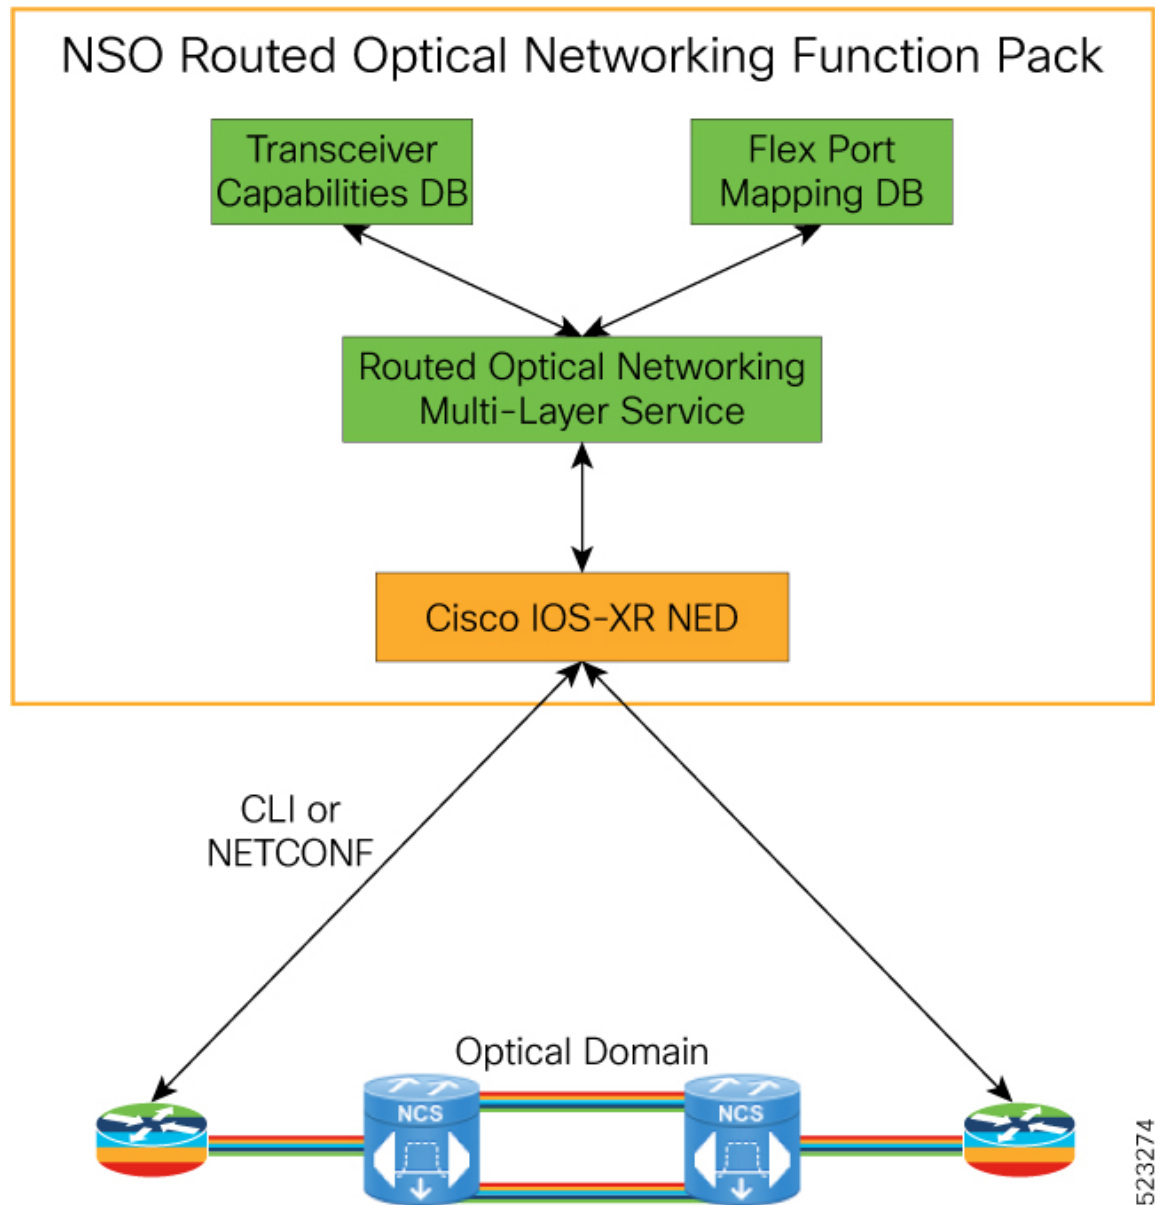 NSO Routed Optical Networking Function Pack
Transceiver
Capabilities DB
Flex Port
Mapping DB
Routed Optical Networking
Multi-Layer Service
Cisco IOS-XR NED
CLI or
NETCONF
Optical Domain
NCS
NCS
523274